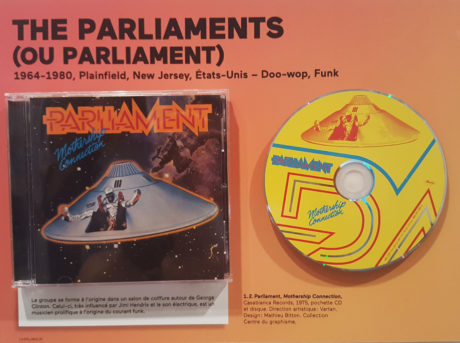 THE PARLIAMENTS
(OU PARLIAMENT)
1964-1980, Plainfield, New Jersey, États-Unis – Doo-wop, Funk
PARLIAMENT
Mothership
Connection
PARLIAMENT
Mothership
Connection
Le groupe se forme à l'origine dans un salon de coiffure autour de George
Clinton. Celui-ci, très influencé par Jimi Hendrix et le son électrique, est un
musicien prolifique à l'origine du courant funk.
1-2. Parliament, Mothership Connection,
Casablanca Records, 1975, pochette CD
et disque. Direction artistique: Varlan.
Design: Mathieu Bitton. Collection
Centre du graphisme.